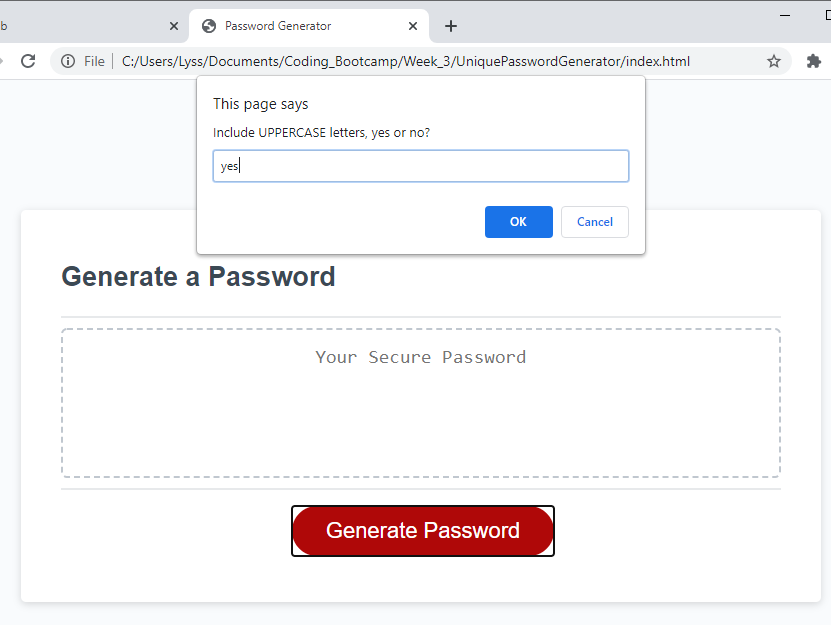 b
Password Generator
File
C:/Users/Lyss/Documents/Coding_Bootcamp/Week_3/UniquePasswordGenerator/index.html
This page says
Include UPPERCASE letters, yes or no?
yes
OK
Cancel
Generate a Password
Your Secure Password
Generate Password